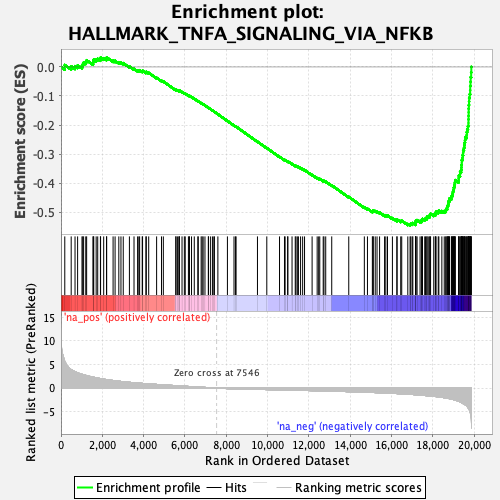 Enrichment plot:
HALLMARK_TNFA_SIGNALING_VIA_NFKB
Enrichment score (ES)
0.0
-0.1
-0.2
-0.3
-0.4
-0.5
Ranked list metric (PreRanked)
15
10
5
0
-5
'na_pos' (positively correlated)
Zero cross at 7546
'na_neg' (negatively correlated)
0
2,000
4,000
6,000
8,000
10,000
12,000
14,000
16,000
18,000
20,000
Rank in Ordered Dataset
Enrichment profile
Hits
Ranking metric scores